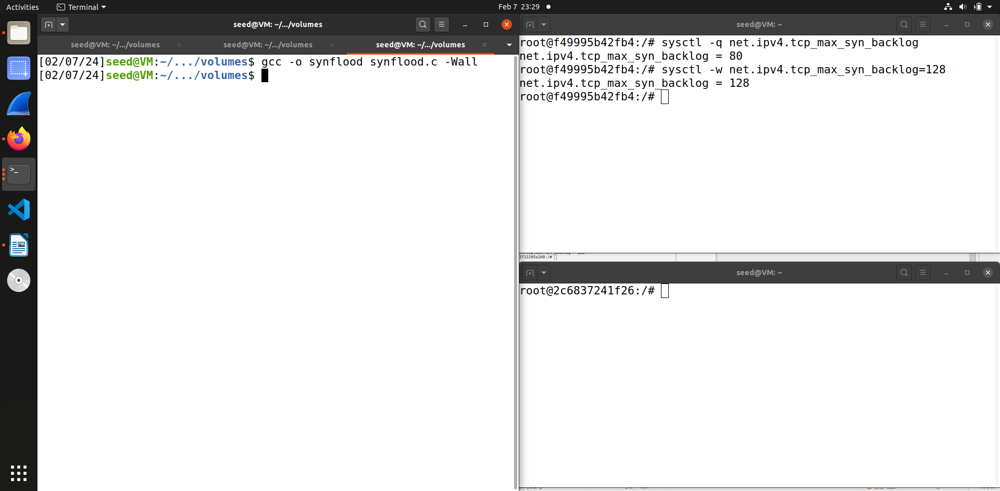 Activities
Terminal
Feb 7 23:29
seed@VM: ~/.../volumes
seed@VM: ~/.../volumes
seed@VM: ~/.../volumes
seed@VM: ~/.../volumes
[02/07/24]seed@VM:~/.../volumes$ gcc -o synflood synflood.c -Wall
[02/07/24]seed@VM:~/.../volumes$
seed@VM: ~
root@f49995b42fb4:/# sysctl -q net.ipv4.tcp_max_syn_backlog
net.ipv4.tcp_max_syn_backlog = 80
root@f49995b42fb4:/# sysctl -w net.ipv4.tcp_max_syn_backlog=128
net.ipv4.tcp_max_syn_backlog = 128
root@f49995b42fb4:/#
3712295a260:/#
seed@VM: ~
root@2c6837241f26:/#